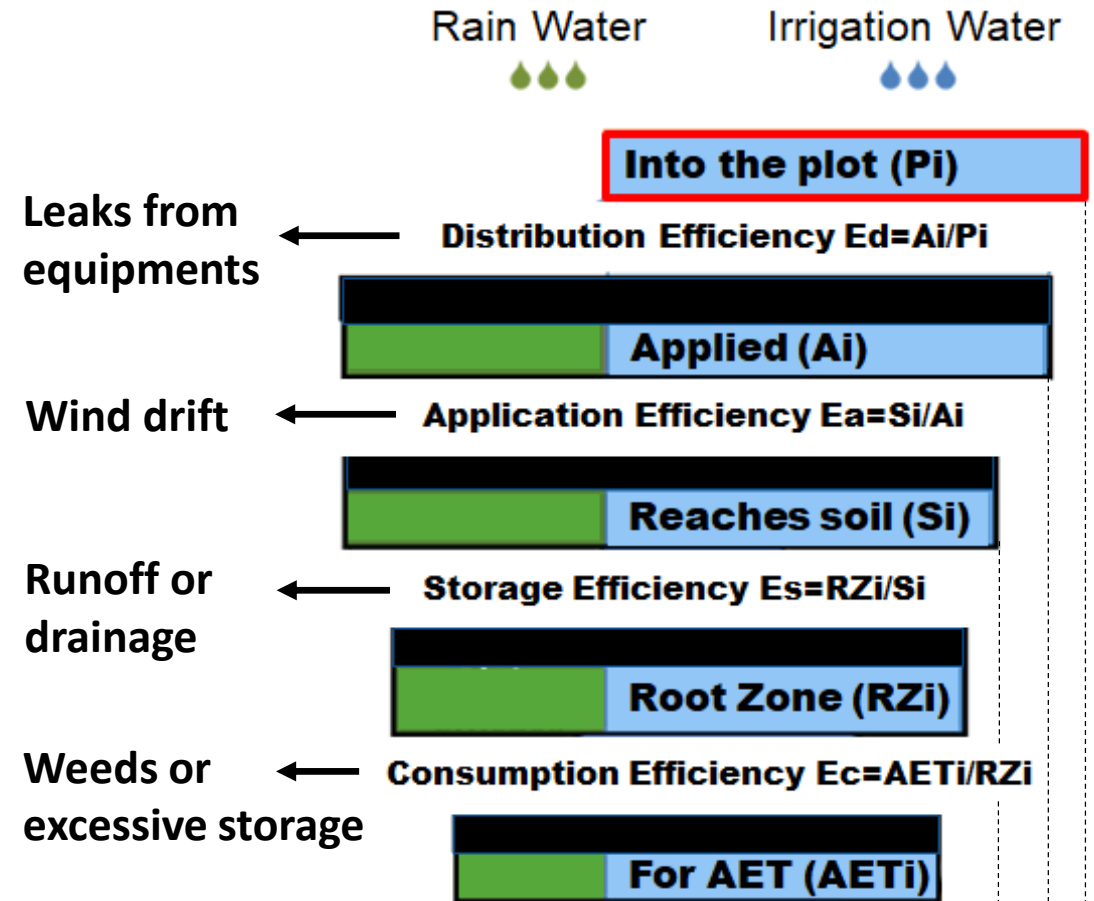 Rain Water
Irrigation Water
Into the plot (Pi)
Leaks from
equipments
Distribution Efficiency Ed=Ai/Pi
Applied (Ai)
Wind drift
Application Efficiency Ea=Si/Ai
Reaches soil (Si)
Runoff or
drainage
Storage Efficiency Es=RZi/Si
Root Zone (RZi)
Weeds or
excessive storage
Consumption Efficiency Ec=AETi/RZi
For AET (AETi)